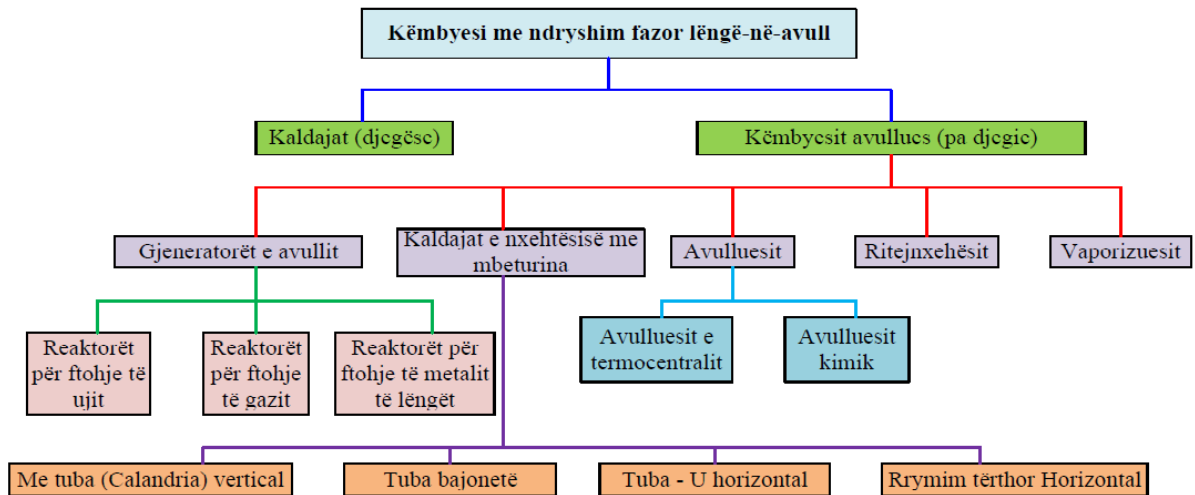 Këmbyesi me ndryshim fazor lëngë-në-avull
Kaldajat (djegëse)
Këmbyesit avullues (pa djegie)
Gjeneratorët e avullit
Kaldajat e nxehtësisë me
mbeturina
Avulluesit
Ritejnxehësit
Vaporizuesit
Reaktorët
për ftohje të
ujit
Reaktorët
për ftohje
të gazit
Reaktorët për
ftohje të metalit
të lëngët
Avulluesit e
termocentralit
Avulluesit
kimik
Me tuba (Calandria) vertical
Tuba bajonetë
Tuba - U horizontal
Rrymim tërthor Horizontal